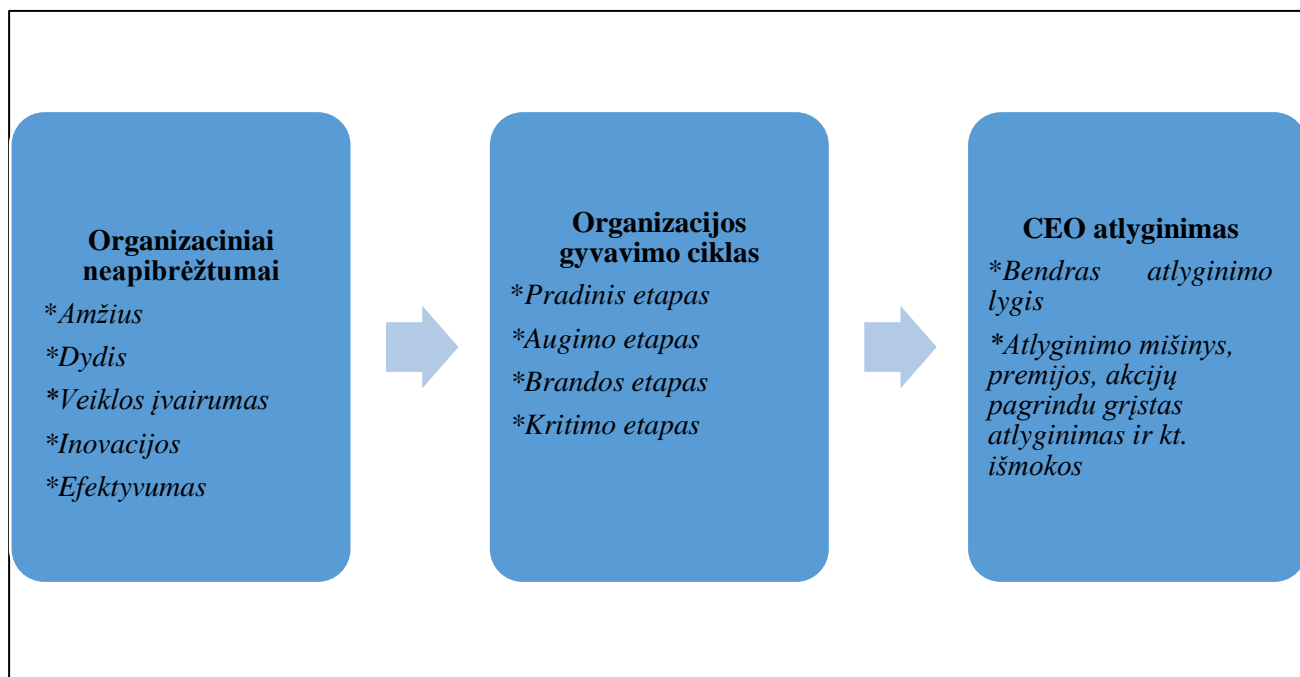 Organizaciniai
neapibrėžtumai
*Amžius
*Dydis
*Veiklos įvairumas
*Inovacijos
*Efektyvumas
Organizacijos
gyvavimo ciklas
*Pradinis etapas
*Augimo etapas
*Brandos etapas
*Kritimo etapas
CEO atlyginimas
*Bendras atlyginimo
lygis
*Atlyginimo mišinys,
premijos, akcijų
pagrindu grįstas
atlyginimas ir kt.
išmokos